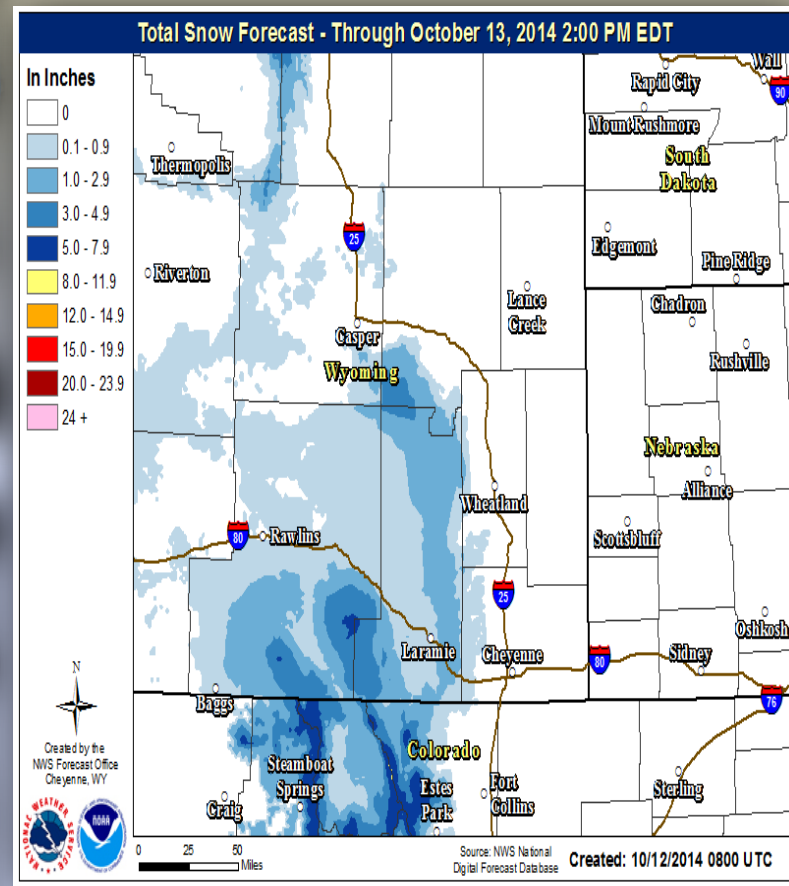 Total Snow Forecast - Through October 13, 2014 2:00 PM EDT
In Inches
0
0.1 - 0.9
1.0 - 2.9
3.0 - 4.9
5.0 - 7.9
8.0 - 11.9
12.0 - 14.9
15.0 - 19.9
20.0 - 23.9
24 +
Wall
Rapid City
90
Mount Rushmore
South
Dakota
Thermopolis
25
Edgemont
Pine Ridge
Riverton
Lance
Creek
Chadron
Casper
Rushville
Wyoming
Nebraska
Alliance
Wheatland
Scottsbluff
80
Rawlins
25
Oshkosh
Laramie
Cheyenne
80
Sidney
76
Baggs
Colorado
Steamboat
Springs
Estes
Park
Fort
Collins
Sterling
Craig
N
Created by the
NWS Forecast Office
Cheyenne, WY
NATIONAL WEATHER SERVICE
NOAA
0 25 50
Miles
Source: NWS National
Digital Forecast Database
Created: 10/12/2014 0800 UTC